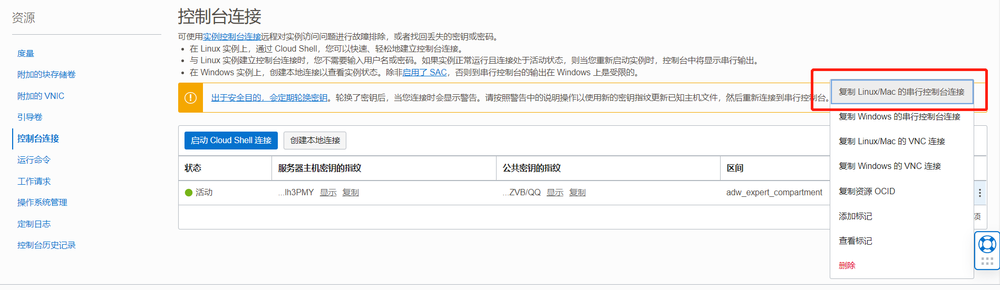 资源
度量
附加的块存储卷
附加的 VNIC
引导卷
控制台连接
运行命令
工作请求
操作系统管理
定制日志
控制台历史记录
控制台连接
可使用实例控制台连接远程对实例访问问题进行故障排除，或者找回丢失的密钥或密码。
在 Linux 实例上，通过 Cloud Shell，您可以快速、轻松地建立控制台连接。
与 Linux 实例建立控制台连接时，您不需要输入用户名或密码。如果实例正常运行且连接处于活动状态，则当您重新启动实例时，控制台中将显示串行输出。
在 Windows 实例上，创建本地连接以查看实例状态。除非启用了 SAC，否则到串行控制台的输出在 Windows 上是受限的。
出于安全目的，会定期轮换密钥。轮换了密钥后，当您连接时会显示警告。请按照警告中的说明操作以使用新的密钥指纹更新已知主机文件，然后重新连接到串行控制台。
启动 Cloud Shell 连接 创建本地连接
状态 服务器主机密钥的指纹 公共密钥的指纹 区间
活动 ...lh3PMY 显示 复制 ...ZVB/QQ 显示 复制 adw_expert_compartment
项
复制 Linux/Mac 的串行控制台连接
复制 Windows 的串行控制台连接
复制 Linux/Mac 的 VNC 连接
复制 Windows 的 VNC 连接
复制资源 OCID
添加标记
查看标记
删除